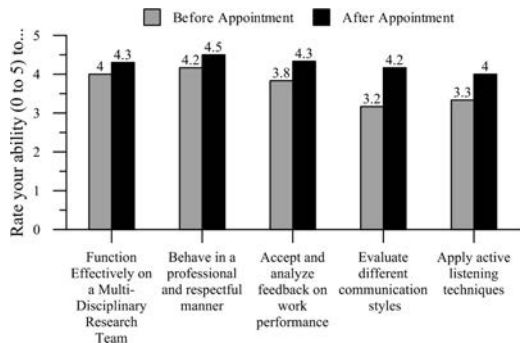 Before Appointment
After Appointment
Rate your ability (0 to 5) to...
5
4
3
2
1
0
4
4.3
4.2
4.5
3.8
4.3
3.2
4.2
3.3
4
Function
Effectively on
a Multi-
Disciplinary
Research
Team
Behave in a
professional
and respectful
manner
Accept and
analyze
feedback on
work
performance
Evaluate
different
communication
styles
Apply active
listening
techniques